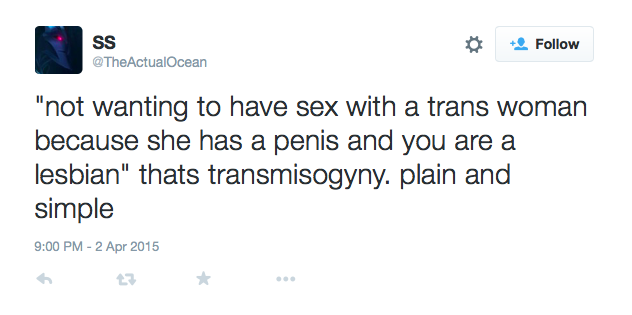 SS
@TheActualOcean
Follow
"not wanting to have sex with a trans woman
because she has a penis and you are a
lesbian" thats transmisogyny. plain and
simple
9:00 PM - 2 Apr 2015